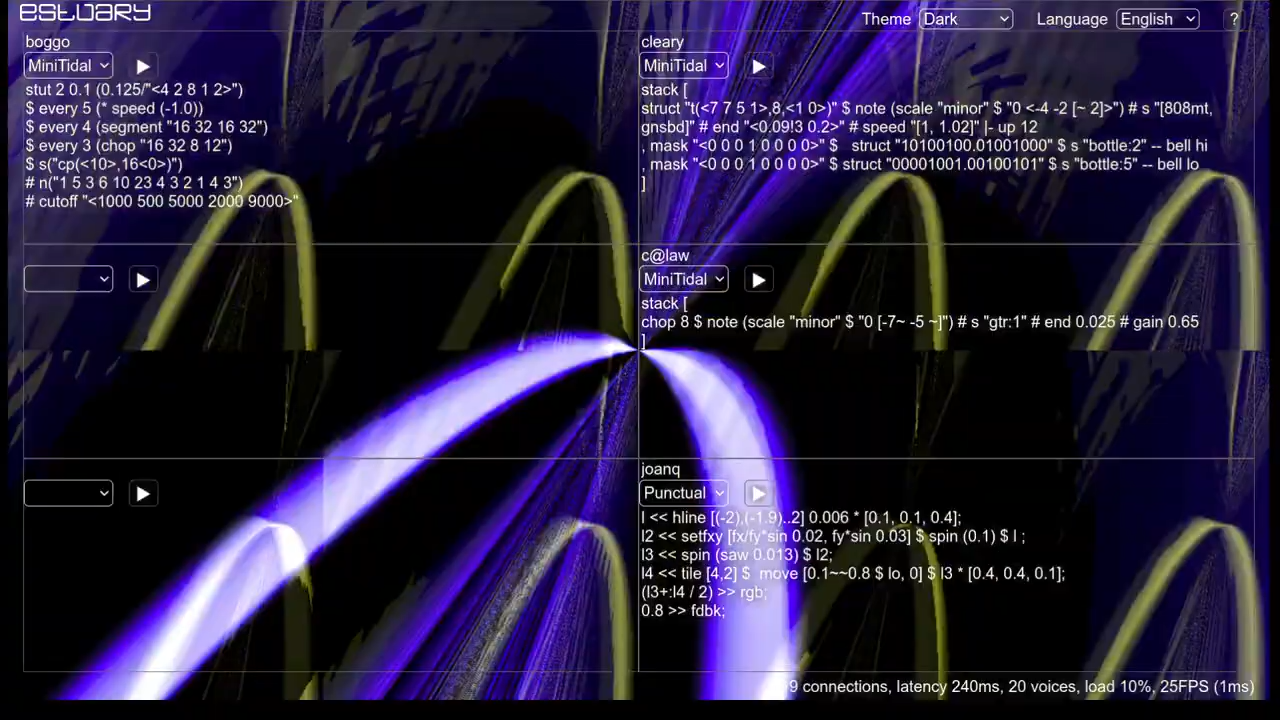 estuary
Theme Dark Language English ?
boggo
MiniTidal
stut 2 0.1 (0.125/"<4 2 8 1 2>")
$ every 5 (* speed (-1.0))
$ every 4 (segment "16 32 16 32")
$ every 3 (chop "16 32 8 12")
$ s("cp(<10>,16<0>)")
# n("1 5 3 6 10 23 4 3 2 1 4 3")
# cutoff "<1000 500 5000 2000 9000>"
cleary
MiniTidal
stack [
struct "t(<7 7 5 1>,8,<1 0>)" $ note (scale "minor" $ "0 <-4 -2 [~ 2]>") # s "[808mt,
gnsbd]" # end "<0.09!3 0.2>" # speed "[1, 1.02]" |- up 12
, mask "<0 0 0 1 0 0 0 0>" $ struct "10100100.01001000" $ s "bottle:2" -- bell hi
, mask "<0 0 0 1 0 0 0 0>" $ struct "00001001.00100101" $ s "bottle:5" -- bell lo
]
c@law
MiniTidal
stack [
chop 8 $ note (scale "minor" $ "0 [-7~ -5 ~]") # s "gtr:1" # end 0.025 # gain 0.65
]
joanq
Punctual
l << hline [(-2),(-1.9)..2] 0.006 * [0.1, 0.1, 0.4];
l2 << setfxy [fx/fy*sin 0.02, fy*sin 0.03] $ spin (0.1) $ l ;
l3 << spin (saw 0.013) $ l2;
l4 << tile [4,2] $ move [0.1~~0.8 $ lo, 0] $ l3 * [0.4, 0.4, 0.1];
(l3+:l4 / 2) >> rgb;
0.8 >> fdbk;
9 connections, latency 240ms, 20 voices, load 10%, 25FPS (1ms)